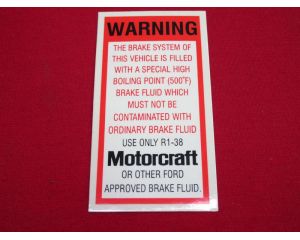 WARNING
THE BRAKE SYSTEM OF
THIS VEHICLE IS FILLED
WITH A SPECIAL HIGH
BOILING POINT (500°F)
BRAKE FLUID WHICH
MUST NOT BE
CONTAMINATED WITH
ORDINARY BRAKE FLUID
USE ONLY R1-38
Motorcraft
OR OTHER FORD
APPROVED BRAKE FLUID.